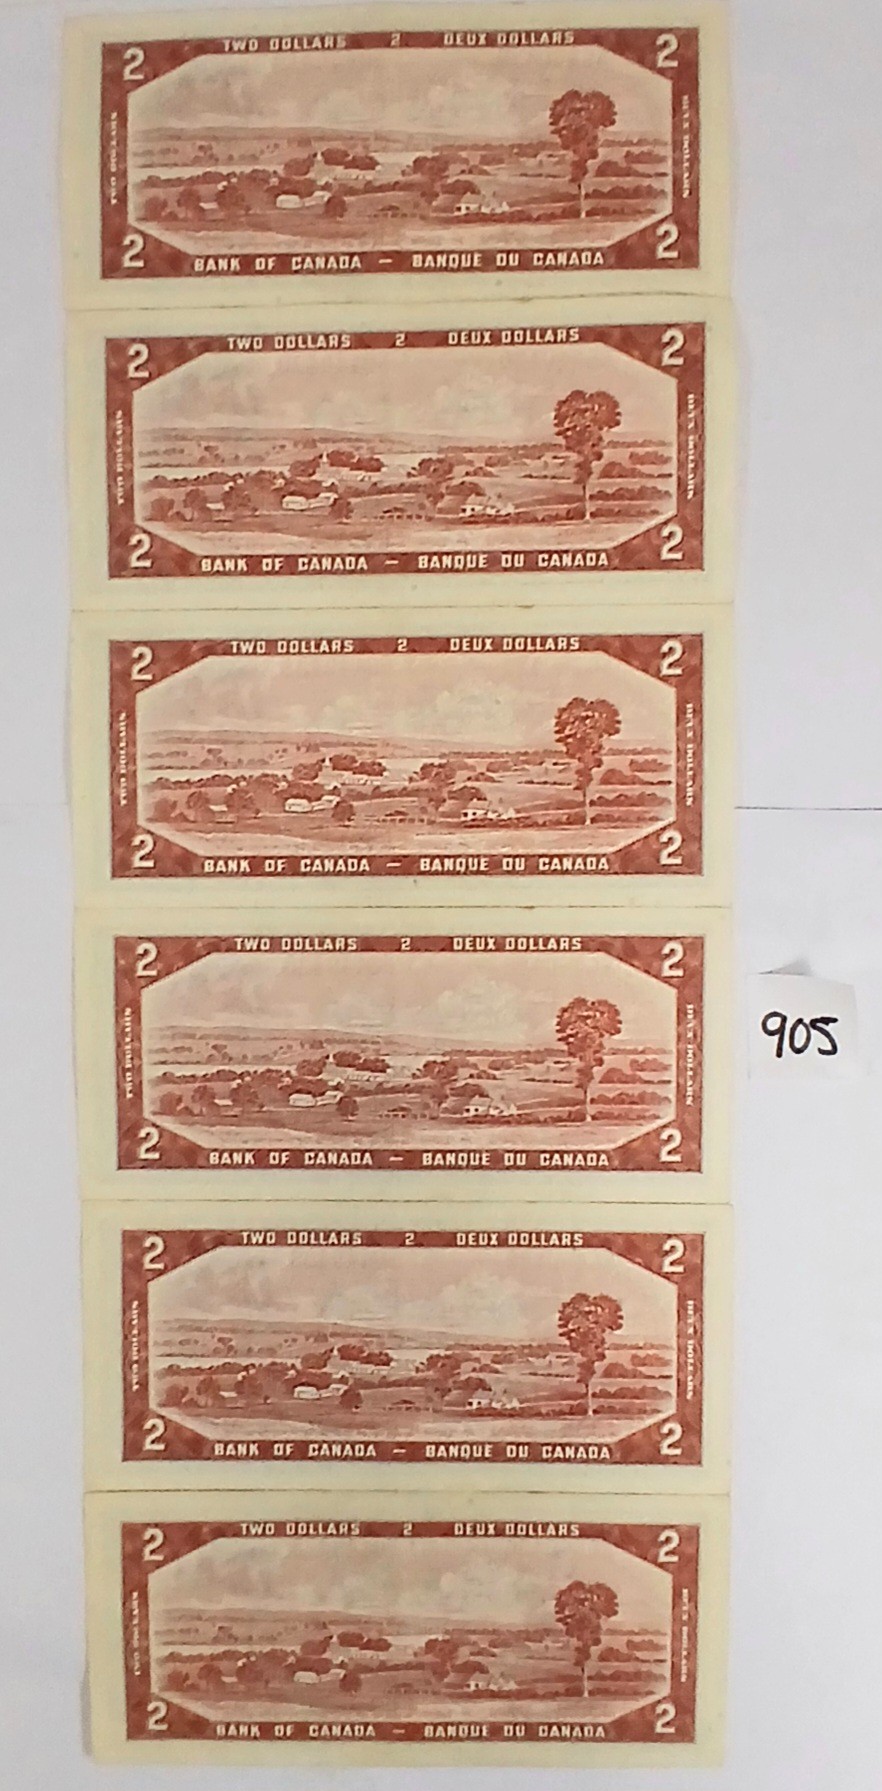 TWO DOLLARS 2 DEUX DOLLARS
2 2
TWO DOLLARS DEUX DOLLARS
2 2
BANK OF CANADA – BANQUE DU CANADA
TWO DOLLARS 2 DEUX DOLLARS
2 2
TWO DOLLARS DEUX DOLLARS
2 2
BANK OF CANADA – BANQUE DU CANADA
TWO DOLLARS 2 DEUX DOLLARS
2 2
TWO DOLLARS DEUX DOLLARS
2 2
BANK OF CANADA – BANQUE DU CANADA
TWO DOLLARS 2 DEUX DOLLARS
2 2
905
TWO DOLLARS DEUX DOLLARS
2 2
BANK OF CANADA – BANQUE DU CANADA
TWO DOLLARS 2 DEUX DOLLARS
2 2
TWO DOLLARS DEUX DOLLARS
2 2
BANK OF CANADA – BANQUE DU CANADA
TWO DOLLARS 2 DEUX DOLLARS
2 2
TWO DOLLARS DEUX DOLLARS
2 2
BANK OF CANADA – BANQUE DU CANADA